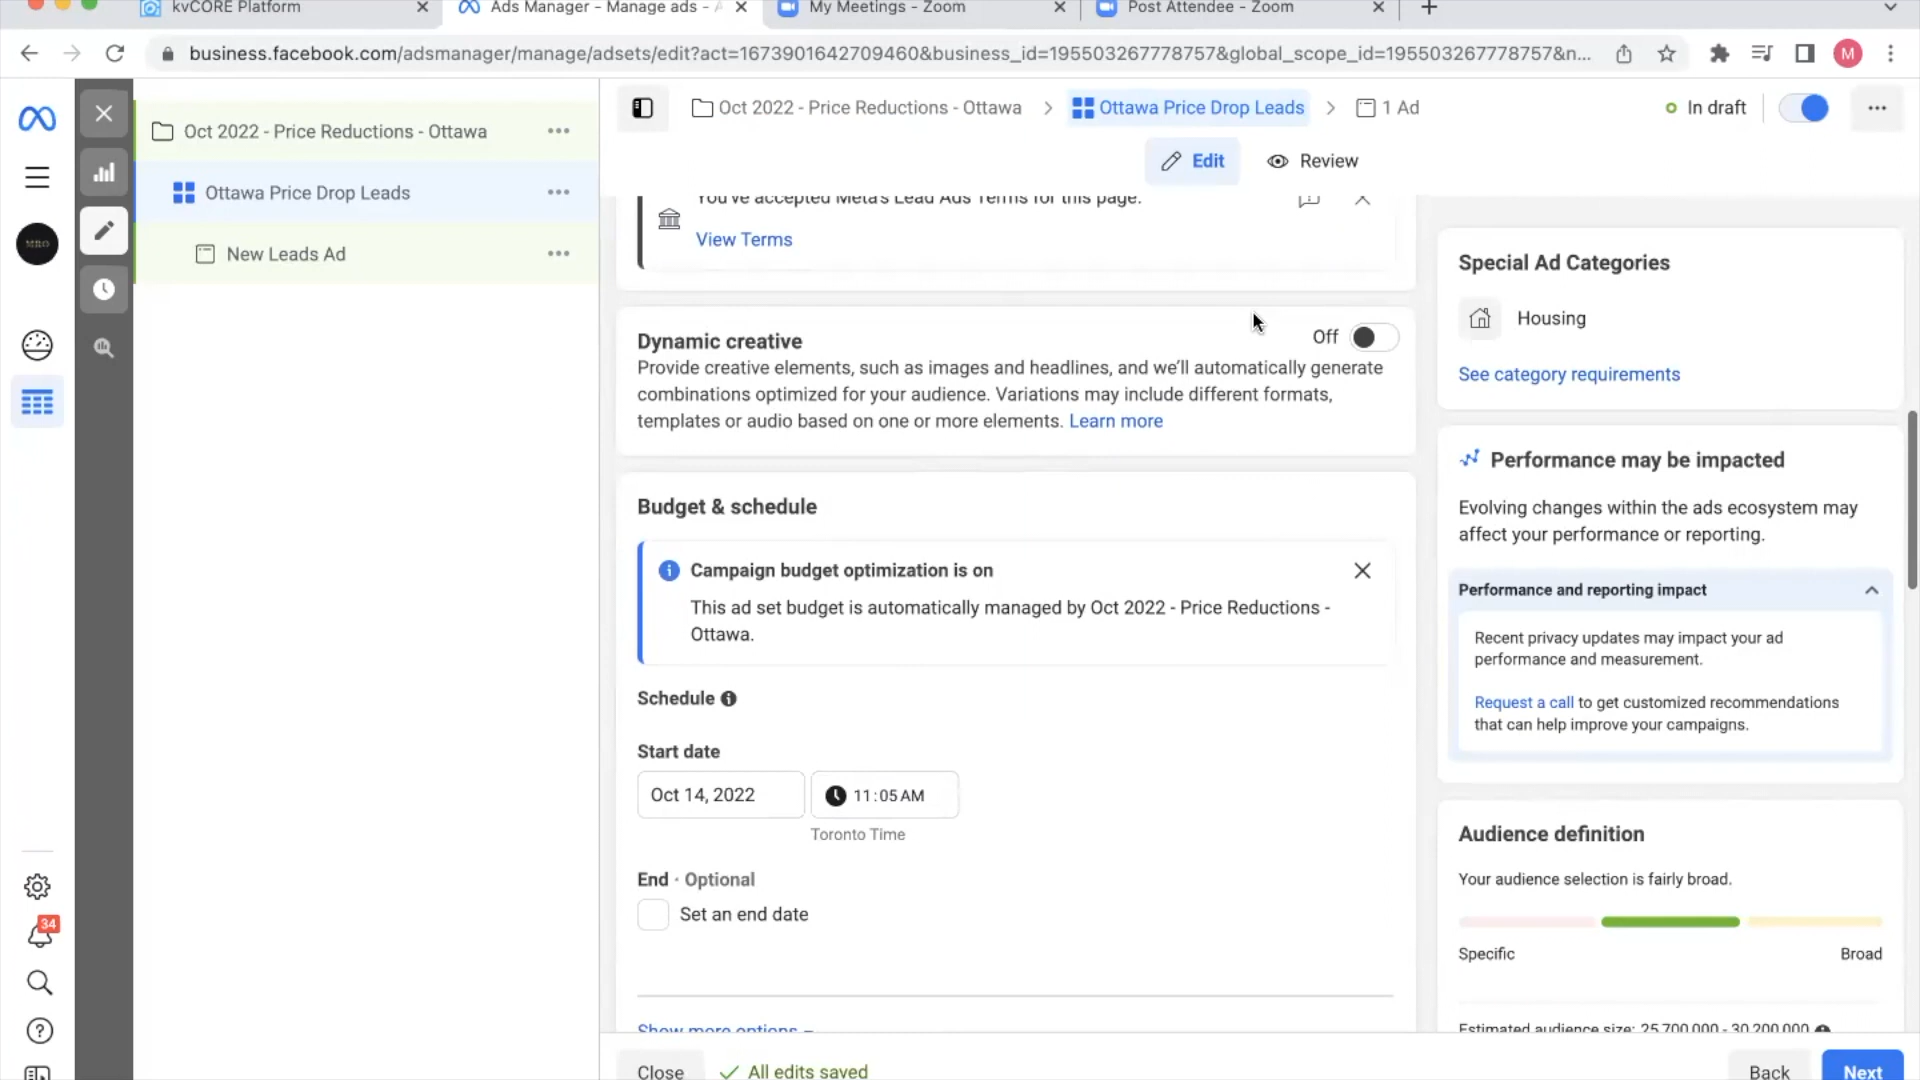 kvCORE Platform
Ads Manager - Manage ads - A
My Meetings - Zoom
Post Attendee - Zoom
business.facebook.com/adsmanager/manage/adsets/edit?act=1673901642709460&business_id=195503267778757&global_scope_id=195503267778757&n...
M
Oct 2022 - Price Reductions - Ottawa
Ottawa Price Drop Leads
1 Ad
In draft
Edit
Review
Oct 2022 - Price Reductions - Ottawa
Ottawa Price Drop Leads
New Leads Ad
MRO
34
You've accepted Meta's Lead Ads Terms for this page.
View Terms
Dynamic creative
Off
Provide creative elements, such as images and headlines, and we'll automatically generate
combinations optimized for your audience. Variations may include different formats,
templates or audio based on one or more elements. Learn more
Budget & schedule
Campaign budget optimization is on
This ad set budget is automatically managed by Oct 2022 - Price Reductions -
Ottawa.
Schedule
Start date
Oct 14, 2022
11:05 AM
Toronto Time
End · Optional
Set an end date
Show more options
Close
All edits saved
Back
Next
Special Ad Categories
Housing
See category requirements
Performance may be impacted
Evolving changes within the ads ecosystem may
affect your performance or reporting.
Performance and reporting impact
Recent privacy updates may impact your ad
performance and measurement.
Request a call to get customized recommendations
that can help improve your campaigns.
Audience definition
Your audience selection is fairly broad.
Specific
Broad
Estimated audience size: 25,700,000 - 30,200,000